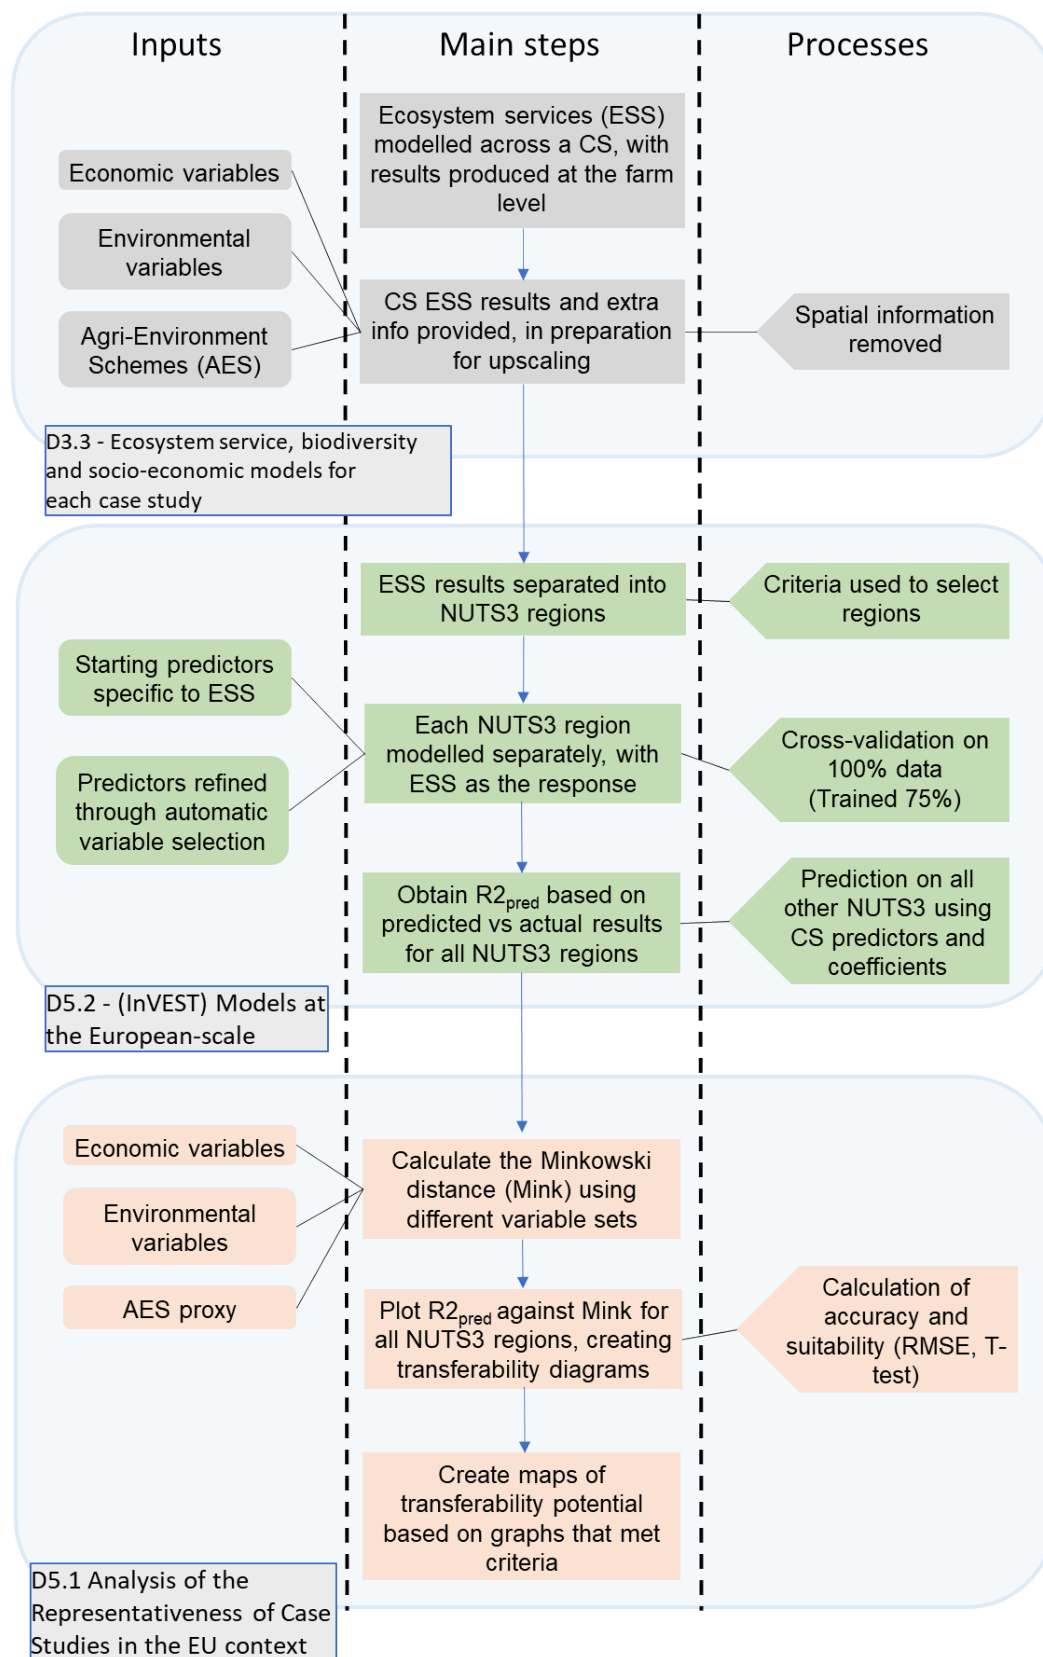 Inputs
Main steps
Processes
Ecosystem services (ESS)
modelled across a CS, with
results produced at the farm
level
Economic variables
Environmental
variables
Agri-Environment
Schemes (AES)
CS ESS results and extra
info provided, in preparation
for upscaling
Spatial information
removed
D3.3 - Ecosystem service, biodiversity
and socio-economic models for
each case study
ESS results separated into
NUTS3 regions
Criteria used to select
regions
Starting predictors
specific to ESS
Predictors refined
through automatic
variable selection
Each NUTS3 region
modelled separately, with
ESS as the response
Cross-validation on
100% data
(Trained 75%)
Obtain R2pred based on
predicted vs actual results
for all NUTS3 regions
Prediction on all
other NUTS3 using
CS predictors and
coefficients
D5.2 - (InVEST) Models at
the European-scale
Economic variables
Environmental
variables
AES proxy
Calculate the Minkowski
distance (Mink) using
different variable sets
Plot R2pred against Mink for
all NUTS3 regions, creating
transferability diagrams
Calculation of
accuracy and
suitability (RMSE, T-
test)
Create maps of
transferability potential
based on graphs that met
criteria
D5.1 Analysis of the
Representativeness of Case
Studies in the EU context